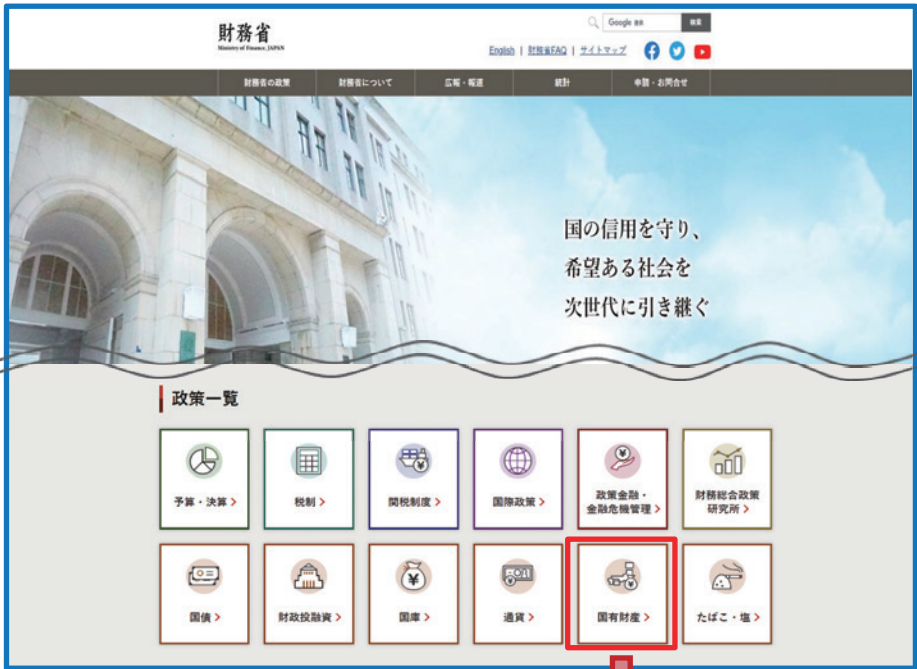 財務省
Ministry of Finance, JAPAN
Google 提供
検索
English | 財務省FAQ | サイトマップ
財務省の政策
財務省について
広報・報道
統計
申請・お問合せ
国の信用を守り、
希望ある社会を
次世代に引き継ぐ
政策一覧
予算・決算 >
税制 >
関税制度 >
国際政策 >
政策金融・
金融危機管理 >
財務総合政策
研究所 >
国債 >
財政投融資 >
国庫 >
通貨 >
国有財産 >
たばこ・塩 >